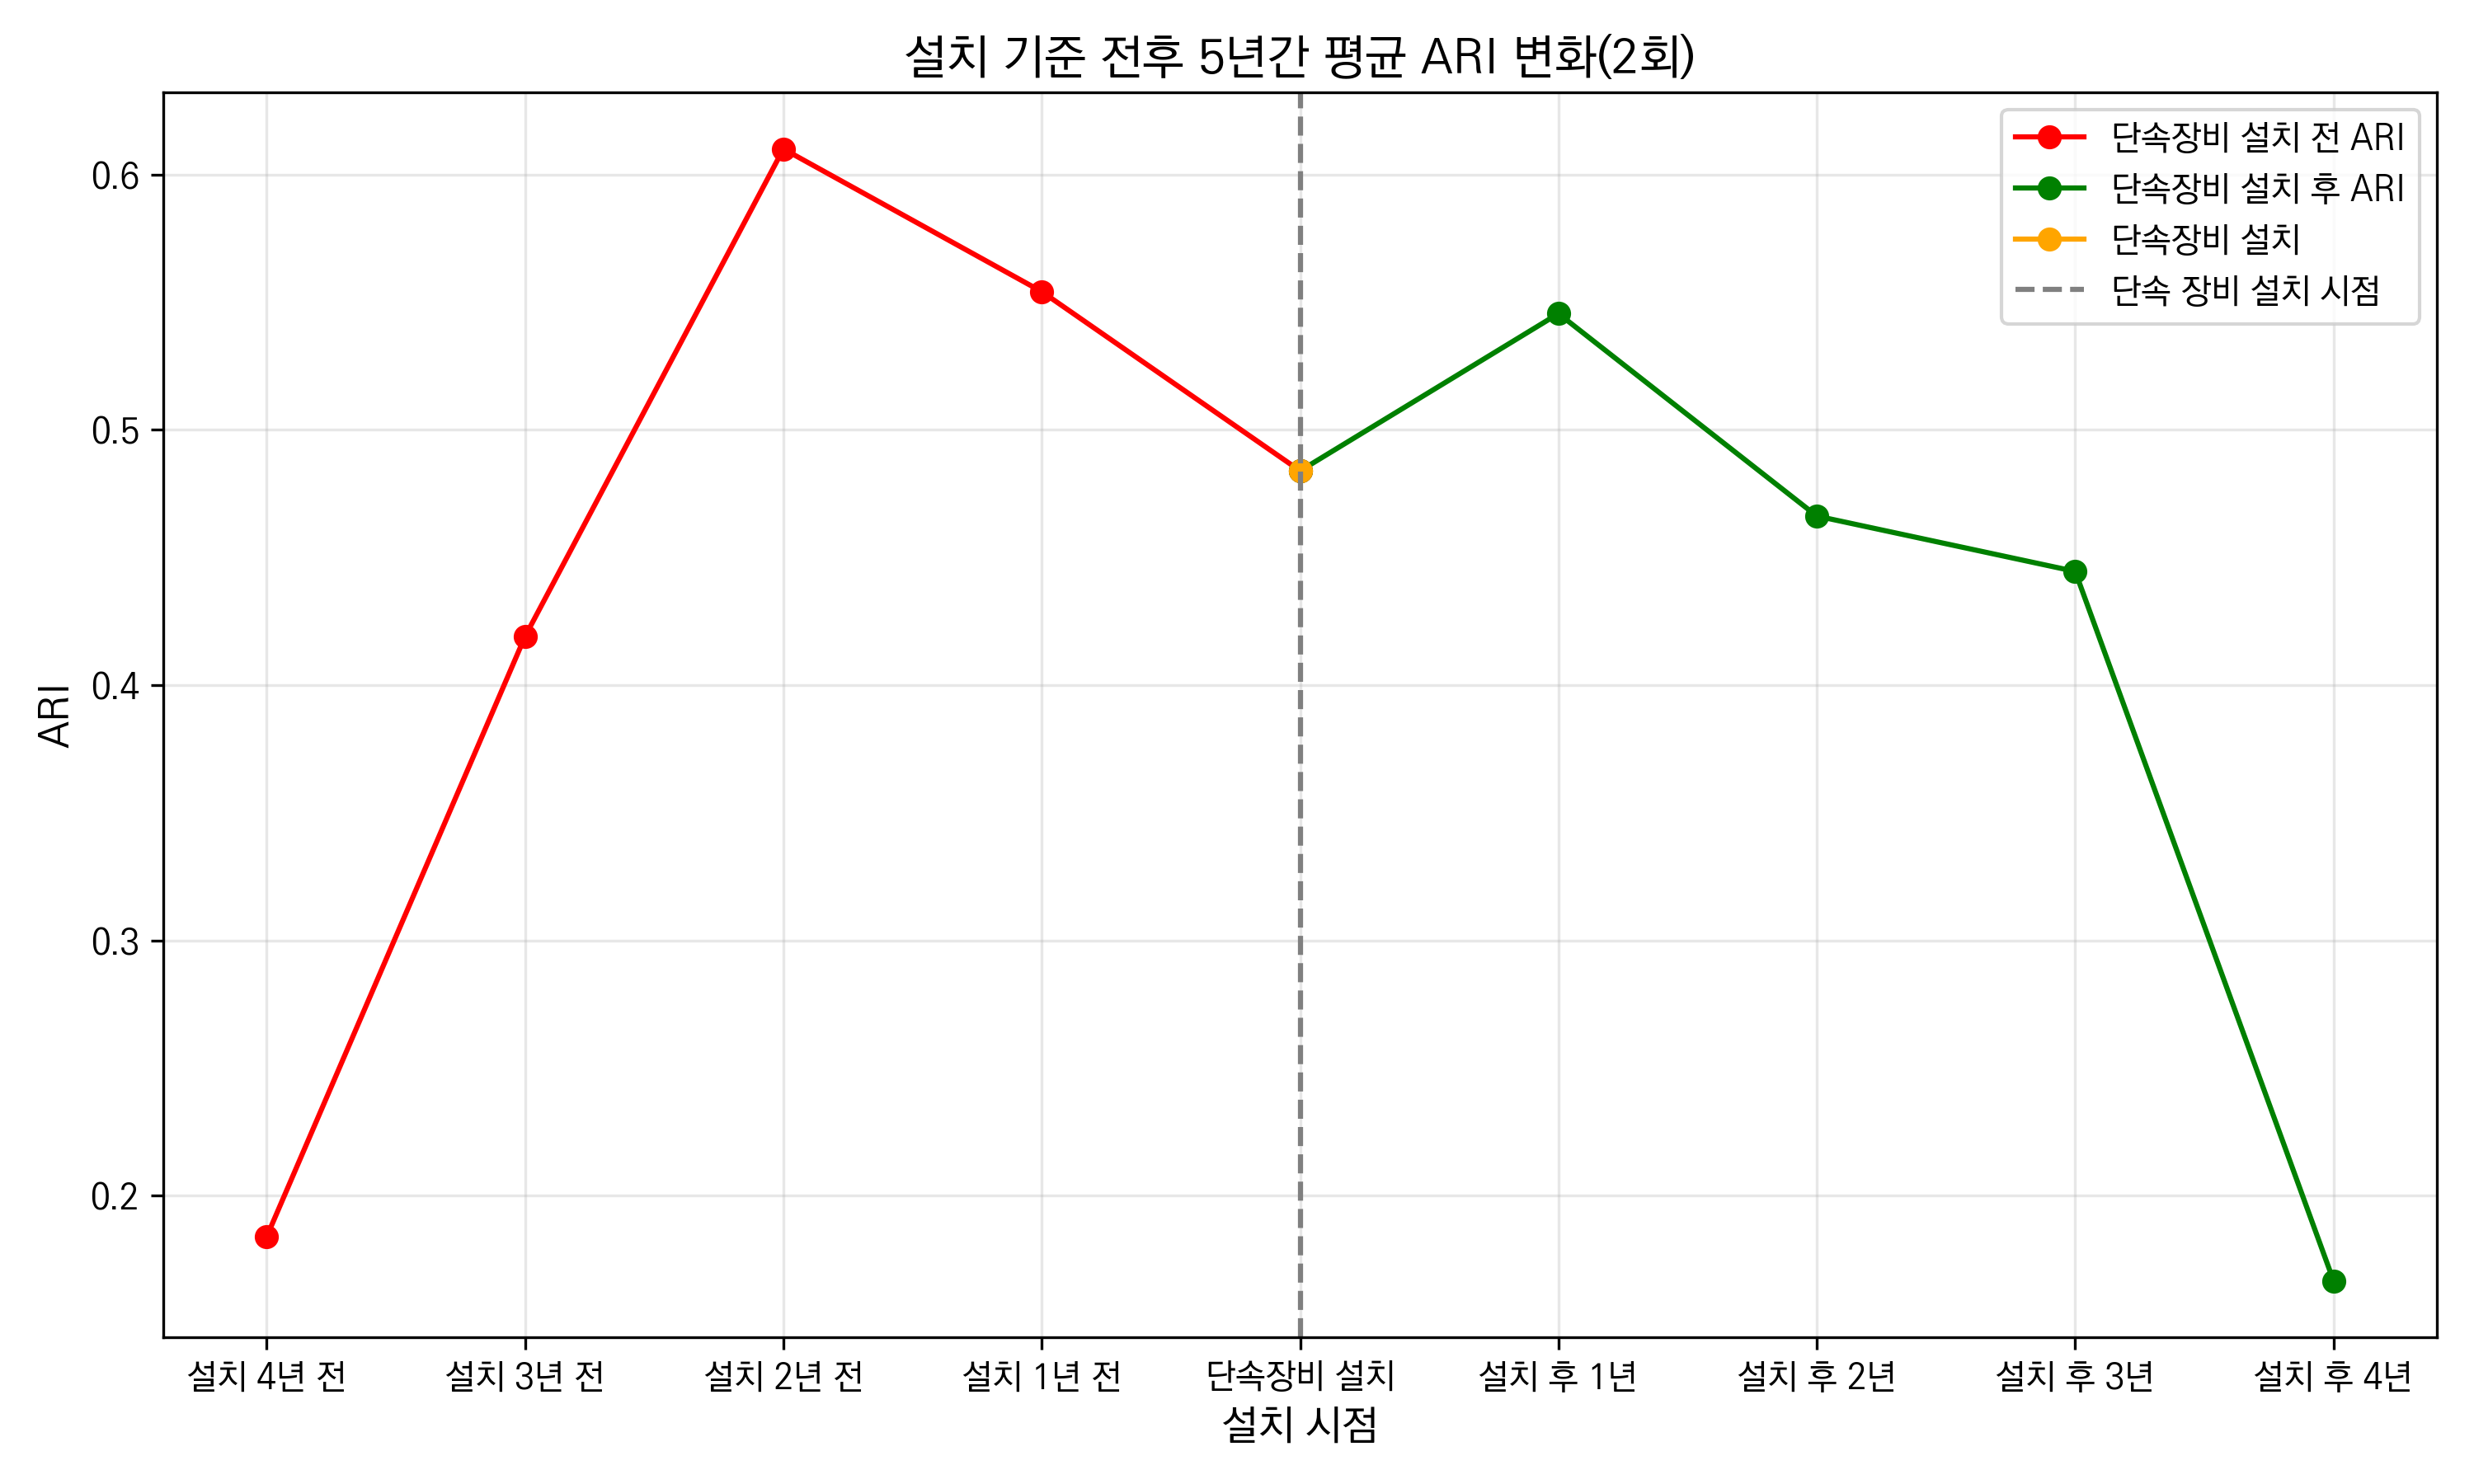 설치 기준 전후 5년간 평균 ARI 변화(2회)
단속장비 설치 전 ARI
단속장비 설치 후 ARI
단속장비 설치
단속 장비 설치 시점
ARI
0.6
0.5
0.4
0.3
0.2
설치 4년 전
설치 3년 전
설치 2년 전
설치 1년 전
단속장비 설치
설치 후 1년
설치 후 2년
설치 후 3년
설치 후 4년
설치 시점